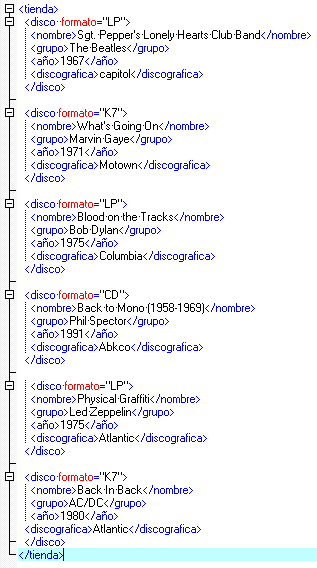 <tienda>
<disco formato="LP">
<nombre>Sgt. Pepper's Lonely Hearts Club Band</nombre>
<grupo>The Beatles</grupo>
<año>1967</año>
<discografica>capitol</discografica>
</disco>
<disco formato="K7">
<nombre>What's Going On</nombre>
<grupo>Marvin Gaye</grupo>
<año>1971</año>
<discografica>Motown</discografica>
</disco>
<disco formato="LP">
<nombre>Blood on the Tracks</nombre>
<grupo>Bob Dylan</grupo>
<año>1975</año>
<discografica>Columbia</discografica>
</disco>
<disco formato="CD">
<nombre>Back to Mono (1958-1969)</nombre>
<grupo>Phil Spector</grupo>
<año>1991</año>
<discografica>Abkco</discografica>
</disco>
<disco formato="LP">
<nombre>Physical Graffiti</nombre>
<grupo>Led Zeppelin</grupo>
<año>1975</año>
<discografica>Atlantic</discografica>
</disco>
<disco formato="K7">
<nombre>Back In Back</nombre>
<grupo>AC/DC</grupo>
<año>1980</año>
<discografica>Atlantic</discografica>
</disco>
</tienda>